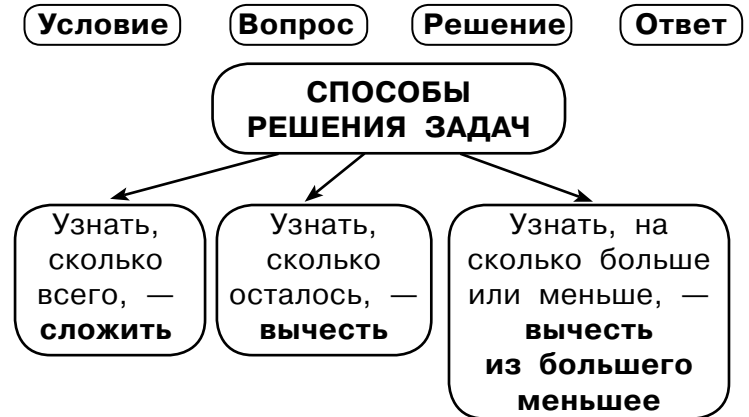 Условие Вопрос Решение Ответ
СПОСОБЫ
РЕШЕНИЯ ЗАДАЧ
Узнать,
сколько
всего, —
сложить
Узнать,
сколько
осталось, —
вычесть
Узнать, на
сколько больше
или меньше, —
вычесть
из большего
меньшее